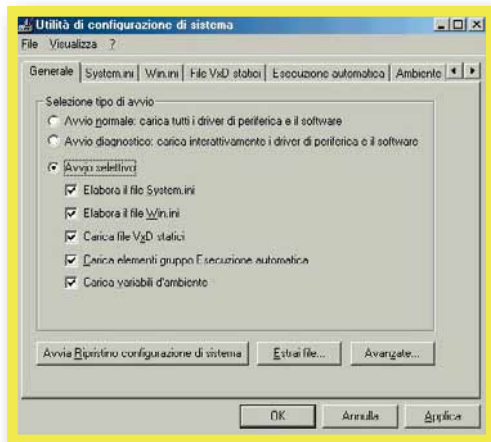 Utilità di configurazione di sistema
File Visualizza ?
Generale System.ini Win.ini File VxD statici Esecuzione automatica Ambiente
Selezione tipo di avvio
Avvio normale: carica tutti i driver di periferica e il software
Avvio diagnostico: carica interattivamente i driver di periferica e il software
Avvio selettivo
Elabora il file System.ini
Elabora il file Win.ini
Carica file VxD statici
Carica elementi gruppo Esecuzione automatica
Carica variabili d'ambiente
Avvia Ripristino configurazione di sistema Estrai file... Avanzate...
OK Annulla Applica